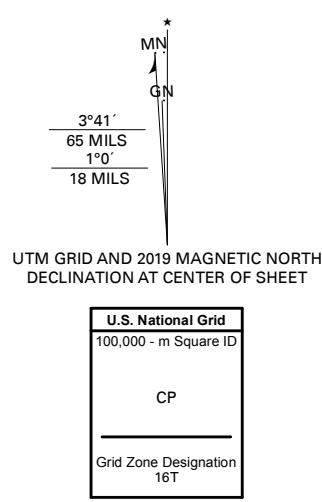 ★
MN
GN
3°41´
65 MILS
1°0´
18 MILS
UTM GRID AND 2019 MAGNETIC NORTH
DECLINATION AT CENTER OF SHEET
U.S. National Grid
100,000 - m Square ID
CP
Grid Zone Designation
16T